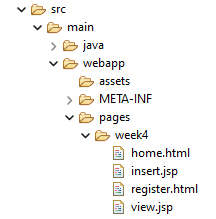 src
main
java
webapp
assets
META-INF
pages
week4
home.html
insert.jsp
register.html
view.jsp